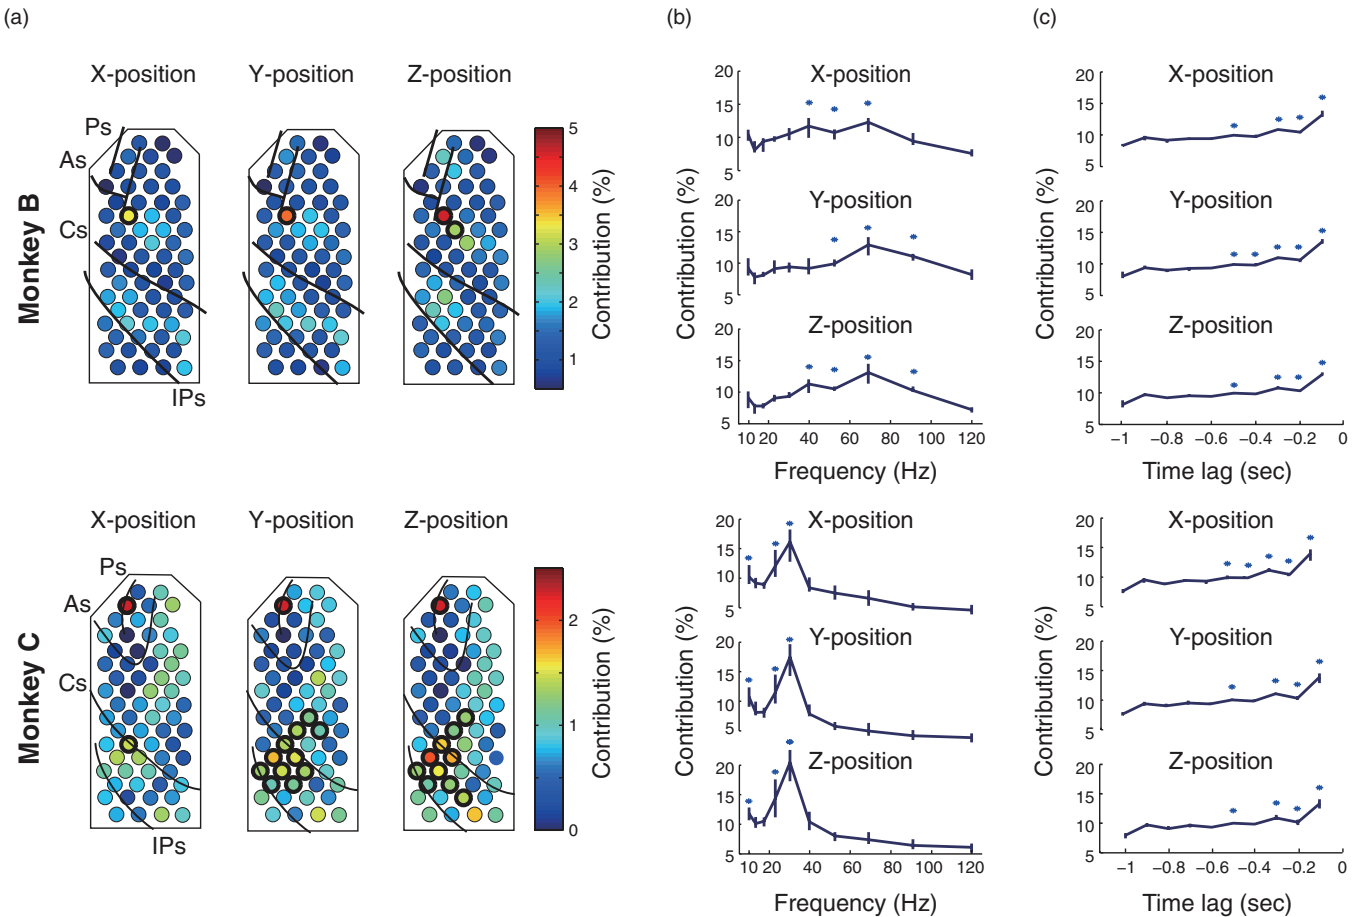 (a)
(b)
(c)
Monkey B
X-position
Y-position
Z-position
Ps
As
Cs
IPs
5
4
3
2
1
Contribution (%)
X-position
20
15
10
5
Y-position
20
15
10
5
Z-position
20
15
10
5
Contribution (%)
10 20 40 60 80 100 120
Frequency (Hz)
X-position
20
15
10
5
Y-position
20
15
10
5
Z-position
20
15
10
5
Contribution (%)
−1 −0.8 −0.6 −0.4 −0.2 0
Time lag (sec)
Monkey C
X-position
Y-position
Z-position
Ps
As
Cs
IPs
2
1
0
Contribution (%)
X-position
20
15
10
5
Y-position
20
15
10
5
Z-position
20
15
10
5
Contribution (%)
10 20 40 60 80 100 120
Frequency (Hz)
X-position
20
15
10
5
Y-position
20
15
10
5
Z-position
20
15
10
5
Contribution (%)
−1 −0.8 −0.6 −0.4 −0.2 0
Time lag (sec)